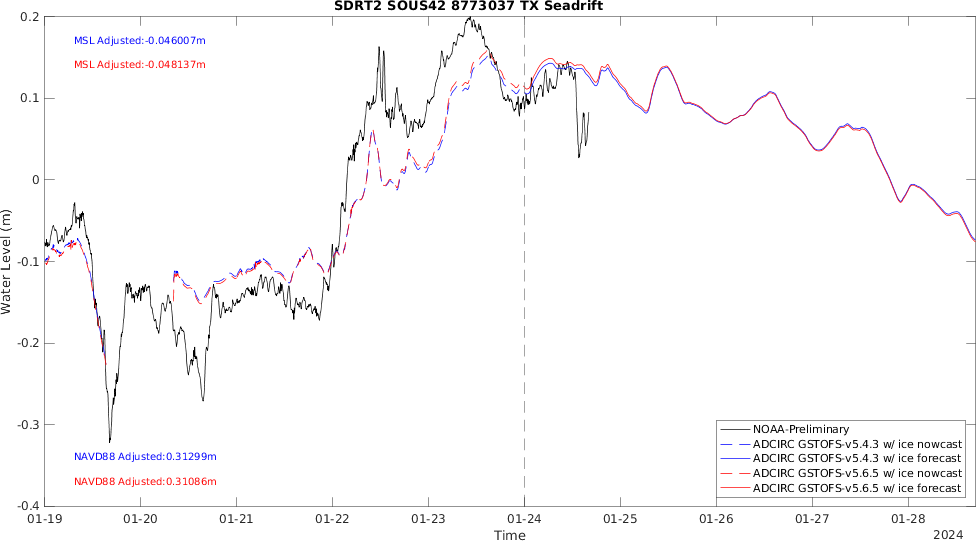 SDRT2 SOUS42 8773037 TX Seadrift
MSL Adjusted:-0.046007m
MSL Adjusted:-0.048137m
NAVD88 Adjusted:0.31299m
NAVD88 Adjusted:0.31086m
Water Level (m)
0.2
0.1
0
-0.1
-0.2
-0.3
-0.4
NOAA-Preliminary
ADCIRC GSTOFS-v5.4.3 w/ ice nowcast
ADCIRC GSTOFS-v5.4.3 w/ ice forecast
ADCIRC GSTOFS-v5.6.5 w/ ice nowcast
ADCIRC GSTOFS-v5.6.5 w/ ice forecast
01-19 01-20 01-21 01-22 01-23 01-24 01-25 01-26 01-27 01-28
Time
2024